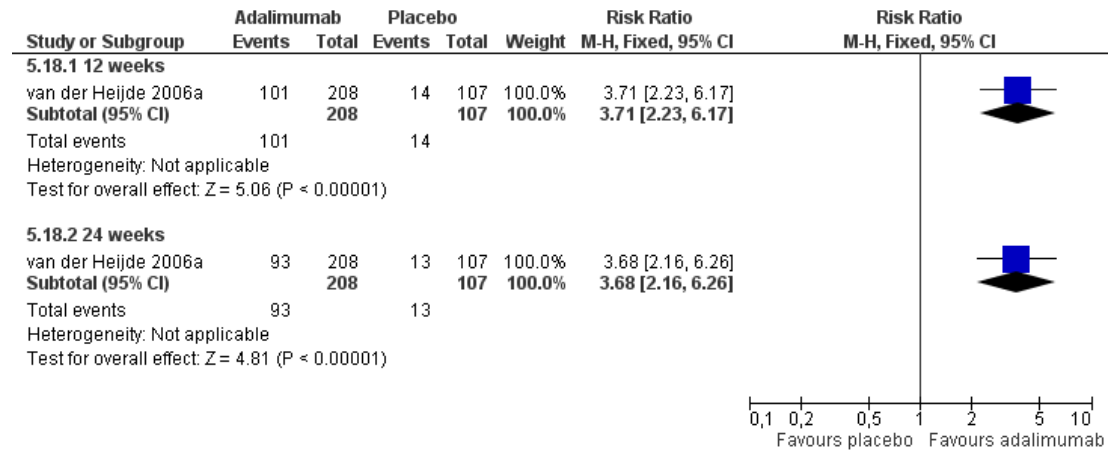 Adalimumab Placebo Risk Ratio Risk Ratio
Study or Subgroup Events Total Events Total Weight M-H, Fixed, 95% CI M-H, Fixed, 95% CI
5.18.1 12 weeks
van der Heijde 2006a 101 208 14 107 100.0% 3.71 [2.23, 6.17]
Subtotal (95% CI) 208 107 100.0% 3.71 [2.23, 6.17]
Total events 101 14
Heterogeneity: Not applicable
Test for overall effect: Z = 5.06 (P < 0.00001)
5.18.2 24 weeks
van der Heijde 2006a 93 208 13 107 100.0% 3.68 [2.16, 6.26]
Subtotal (95% CI) 208 107 100.0% 3.68 [2.16, 6.26]
Total events 93 13
Heterogeneity: Not applicable
Test for overall effect: Z = 4.81 (P < 0.00001)
0,1 0,2 0,5 1 2 5 10
Favours placebo Favours adalimumab